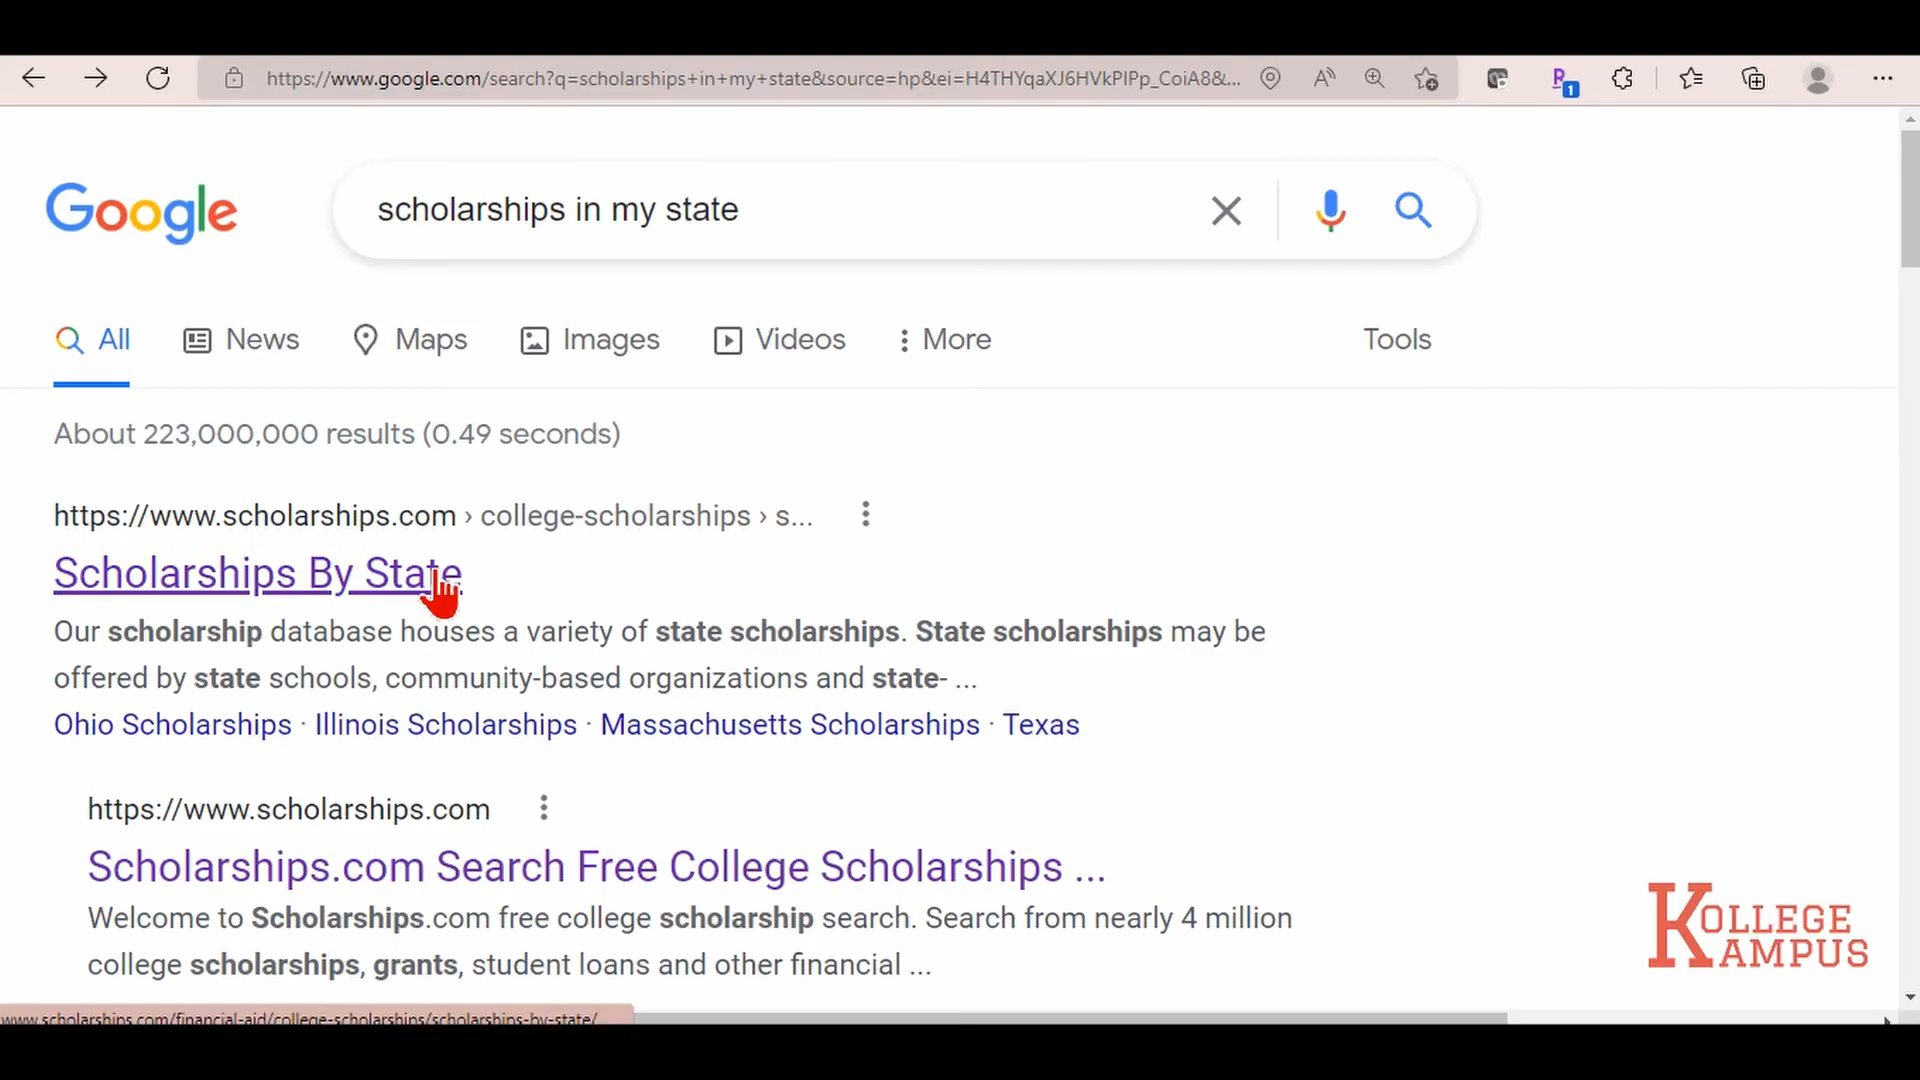 https://www.google.com/search?q=scholarships+in+my+state&source=hp&ei=H4THYqaXJ6HVkPIPp_CoiA8&...
1
Google
scholarships in my state
All News Maps Images Videos More Tools
About 223,000,000 results (0.49 seconds)
https://www.scholarships.com › college-scholarships › s...
Scholarships By State
Our scholarship database houses a variety of state scholarships. State scholarships may be
offered by state schools, community-based organizations and state- ...
Ohio Scholarships · Illinois Scholarships · Massachusetts Scholarships · Texas
https://www.scholarships.com
Scholarships.com Search Free College Scholarships ...
Welcome to Scholarships.com free college scholarship search. Search from nearly 4 million
college scholarships, grants, student loans and other financial ...
KOLLEGE
KAMPUS
www.scholarships.com/financial-aid/college-scholarships/scholarships-by-state/